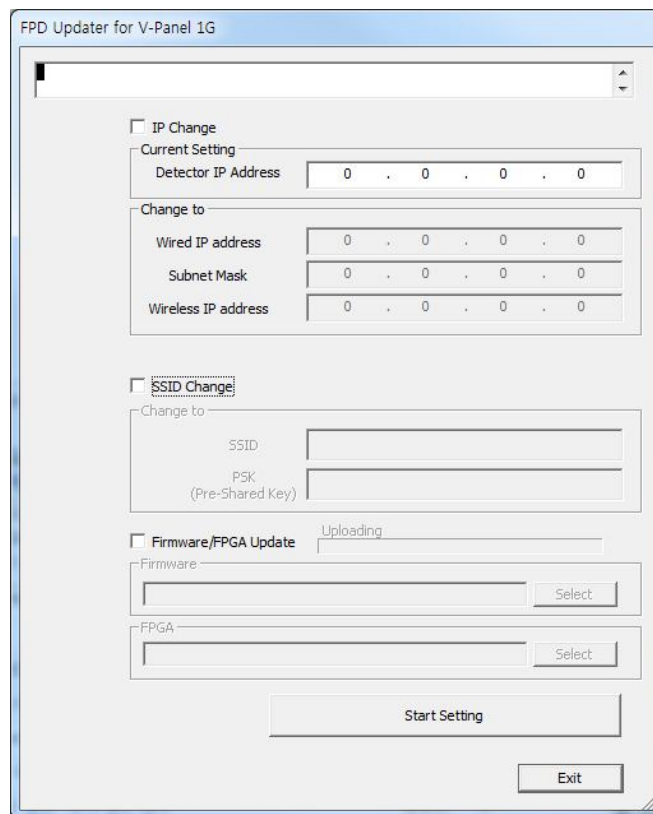 FPD Updater for V-Panel 1G
IP Change
Current Setting
Detector IP Address 0 . 0 . 0 . 0
Change to
Wired IP address 0 . 0 . 0 . 0
Subnet Mask 0 . 0 . 0 . 0
Wireless IP address 0 . 0 . 0 . 0
SSID Change
Change to
SSID
PSK
(Pre-Shared Key)
Firmware/FPGA Update Uploading
Firmware
Select
FPGA
Select
Start Setting
Exit